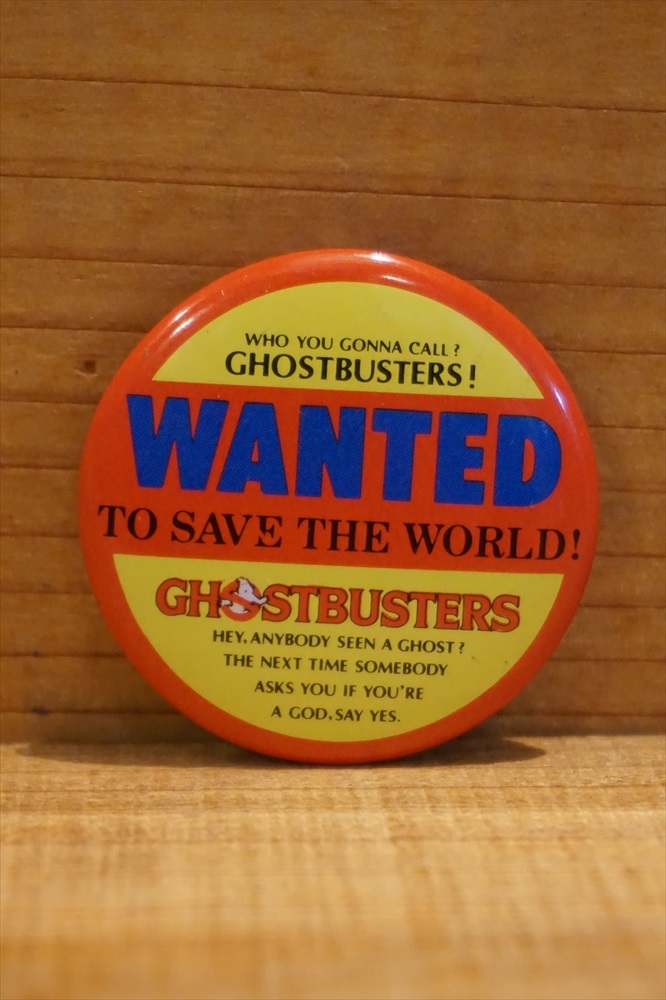 WHO YOU GONNA CALL?
GHOSTBUSTERS!
WANTED
TO SAVE THE WORLD!
GHOSTBUSTERS
HEY, ANYBODY SEEN A GHOST?
THE NEXT TIME SOMEBODY
ASKS YOU IF YOU'RE
A GOD, SAY YES.